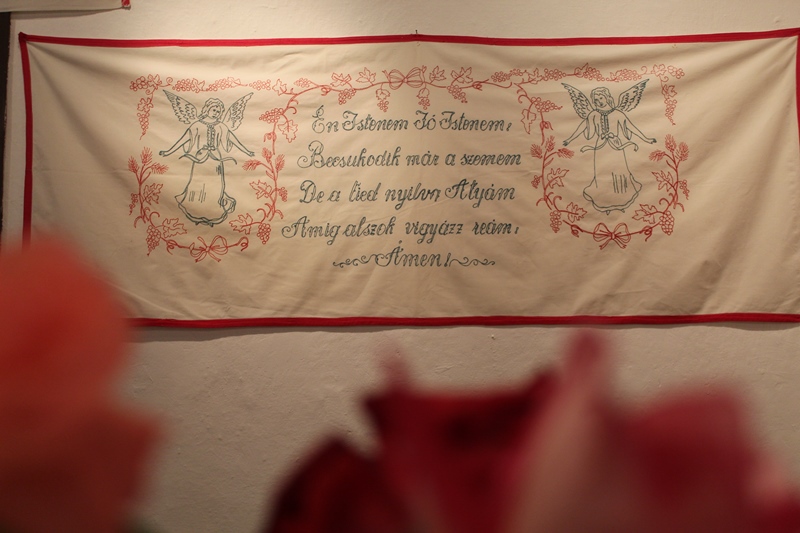 Én Istenem Jó Istenem,
Becsukodik már a szemem
De a tied nyitva Atyám
Amig alszok vigyázz reám,
Ámen!